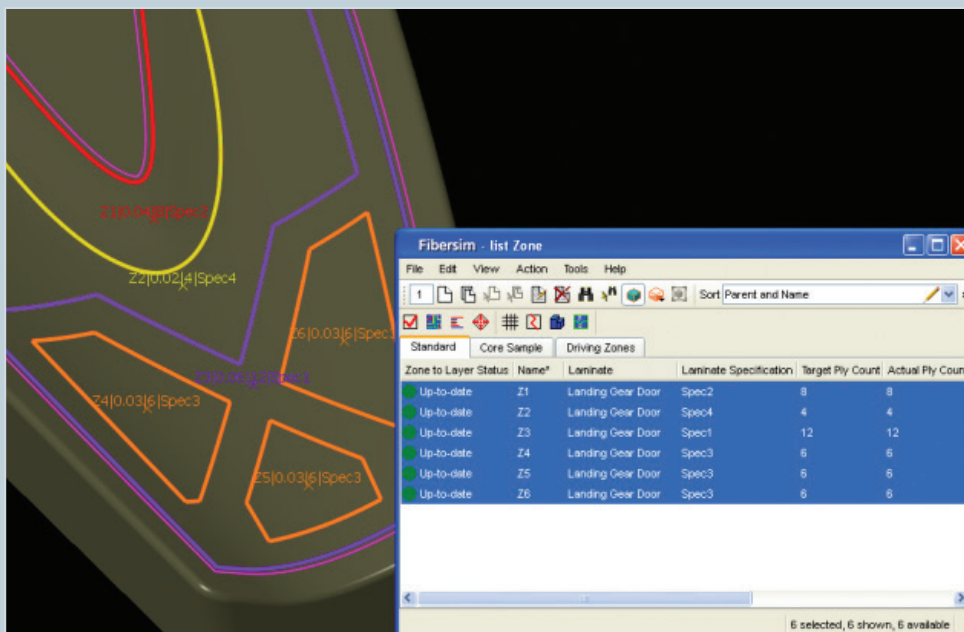 Z1|0.04|8|Spec2
Z2|0.02|4|Spec4
Z6|0.03|6|Spec3
Z4|0.03|6|Spec3
Z5|0.03|6|Spec3
Fibersim - list Zone
File Edit View Action Tools Help
1 Sort Parent and Name
Standard Core Sample Driving Zones
Zone to Layer Status Name* Laminate Laminate Specification Target Ply Count Actual Ply Coun
Up-to-date Z1 Landing Gear Door Spec2 8 8
Up-to-date Z2 Landing Gear Door Spec4 4 4
Up-to-date Z3 Landing Gear Door Spec1 12 12
Up-to-date Z4 Landing Gear Door Spec3 6 6
Up-to-date Z5 Landing Gear Door Spec3 6 6
Up-to-date Z6 Landing Gear Door Spec3 6 6
6 selected, 6 shown, 6 available